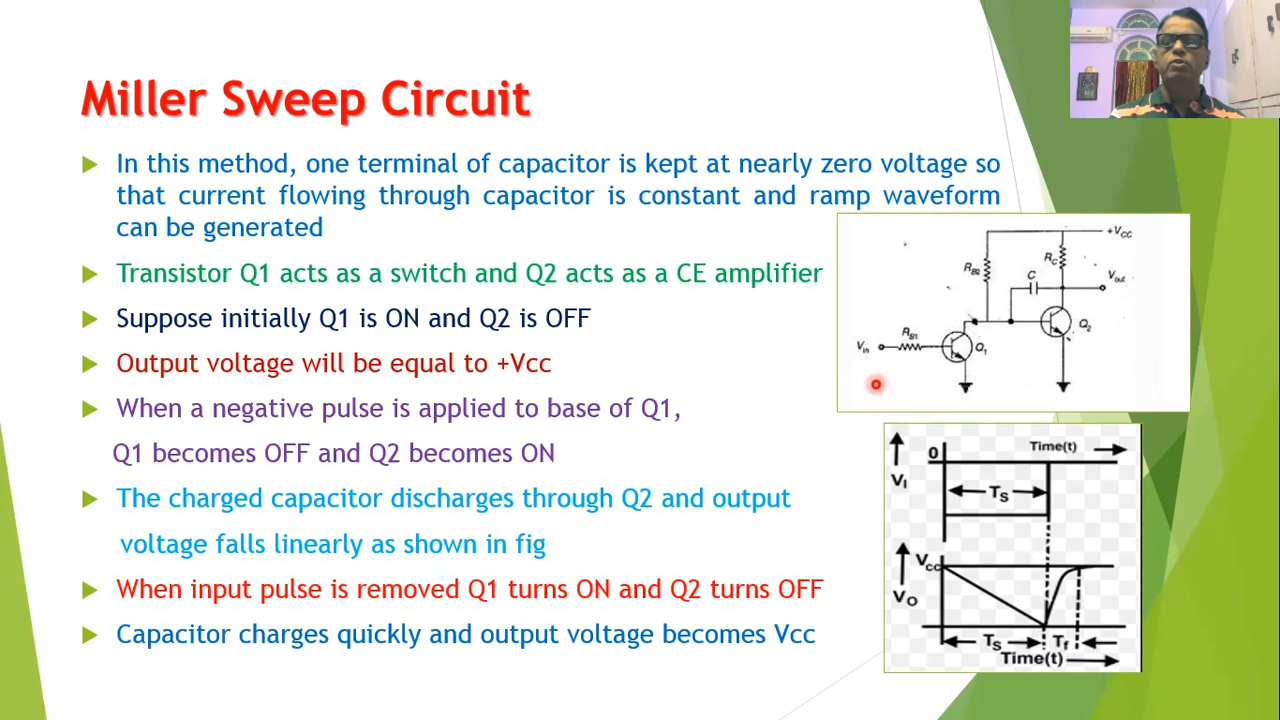 Miller Sweep Circuit
In this method, one terminal of capacitor is kept at nearly zero voltage so
that current flowing through capacitor is constant and ramp waveform
can be generated
Transistor Q1 acts as a switch and Q2 acts as a CE amplifier
Suppose initially Q1 is ON and Q2 is OFF
Output voltage will be equal to +Vcc
When a negative pulse is applied to base of Q1,
Q1 becomes OFF and Q2 becomes ON
The charged capacitor discharges through Q2 and output
voltage falls linearly as shown in fig
When input pulse is removed Q1 turns ON and Q2 turns OFF
Capacitor charges quickly and output voltage becomes Vcc
+VCC
RB2
RC
C
Vout
Q2
RB1
Vin
Q1
0
Time(t)
VI
TS
VCC
VO
TS
Tf
Time(t)